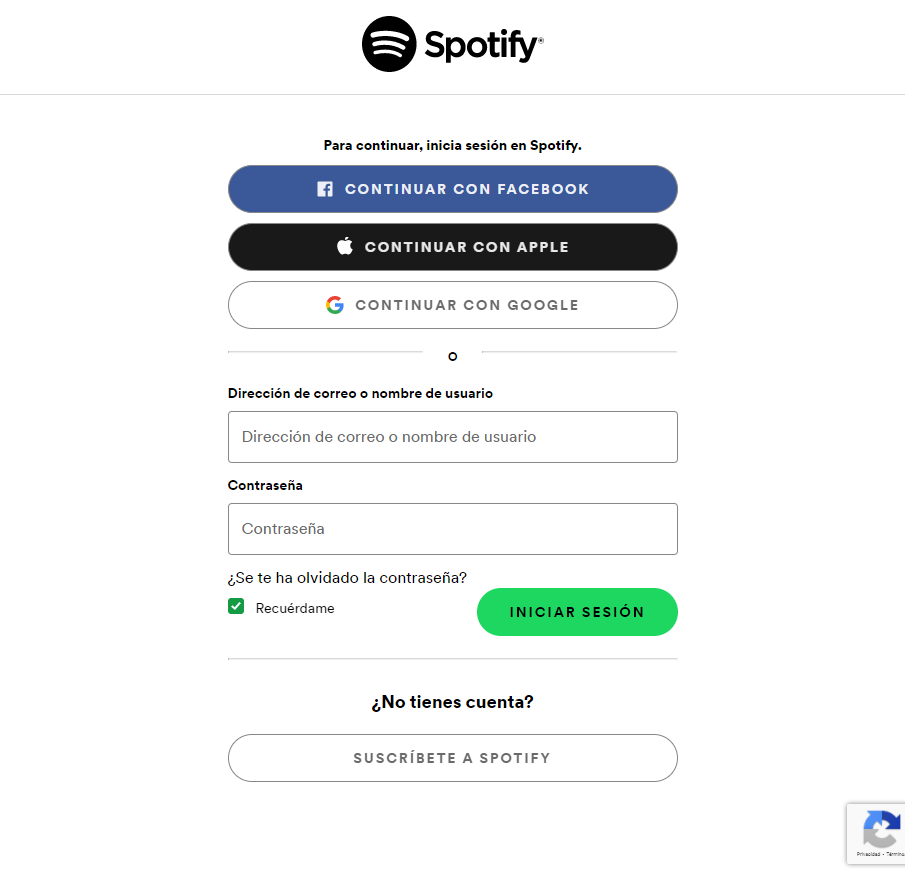 Spotify®
Para continuar, inicia sesión en Spotify.
CONTINUAR CON FACEBOOK
CONTINUAR CON APPLE
CONTINUAR CON GOOGLE
O
Dirección de correo o nombre de usuario
Dirección de correo o nombre de usuario
Contraseña
Contraseña
¿Se te ha olvidado la contraseña?
Recuérdame
INICIAR SESIÓN
¿No tienes cuenta?
SUSCRÍBETE A SPOTIFY
Privacidad - Término